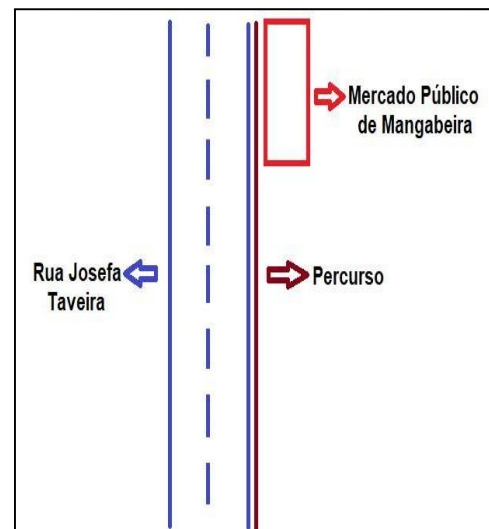 Mercado Público
de Mangabeira
Rua Josefa
Taveira
Percurso